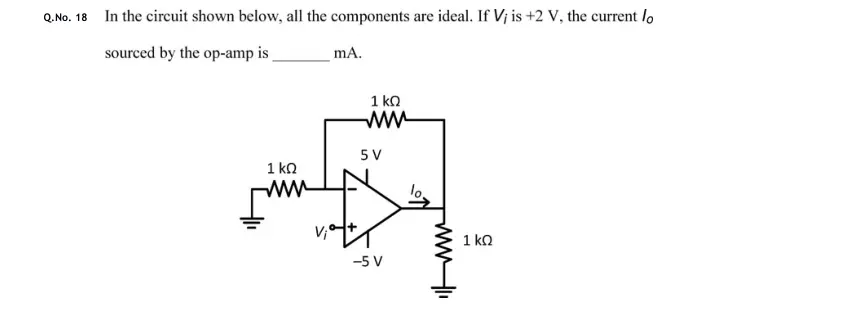 Q.No. 18 In the circuit shown below, all the components are ideal. If Vi is +2 V, the current Io
sourced by the op-amp is ______ mA.
1 kΩ
5 V
1 kΩ
Io
Vi
1 kΩ
–5 V